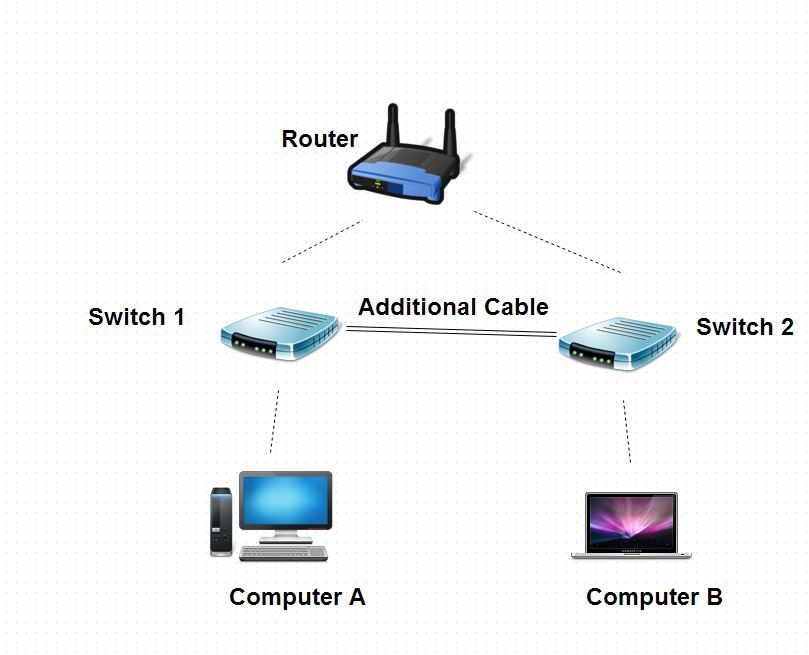 Router
Additional Cable
Switch 1
Switch 2
Computer A
Computer B